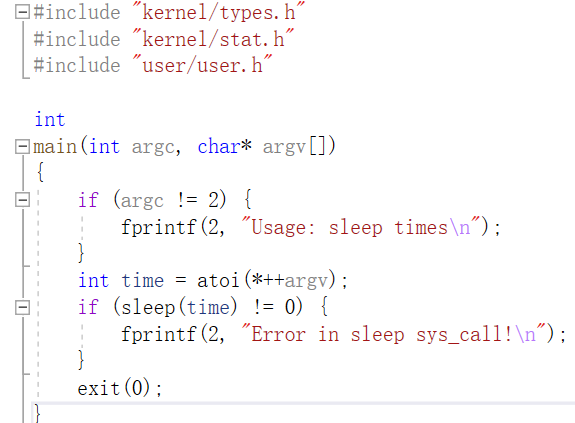 #include "kernel/types.h"
#include "kernel/stat.h"
#include "user/user.h"

int
main(int argc, char* argv[])
{
    if (argc != 2) {
        fprintf(2, "Usage: sleep times\n");
    }
    int time = atoi(*++argv);
    if (sleep(time) != 0) {
        fprintf(2, "Error in sleep sys_call!\n");
    }
    exit(0);
}